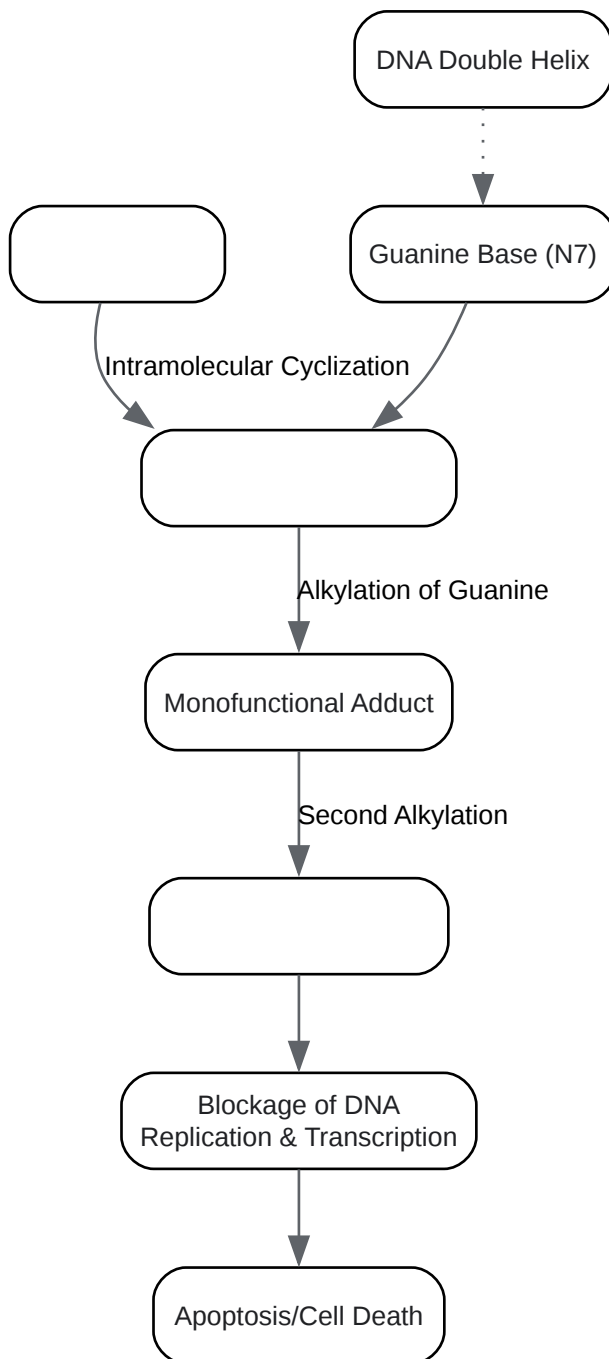 DNA Double Helix
Guanine Base (N7)
Intramolecular Cyclization
Alkylation of Guanine
Monofunctional Adduct
Second Alkylation
Blockage of DNA
Replication & Transcription
Apoptosis/Cell Death